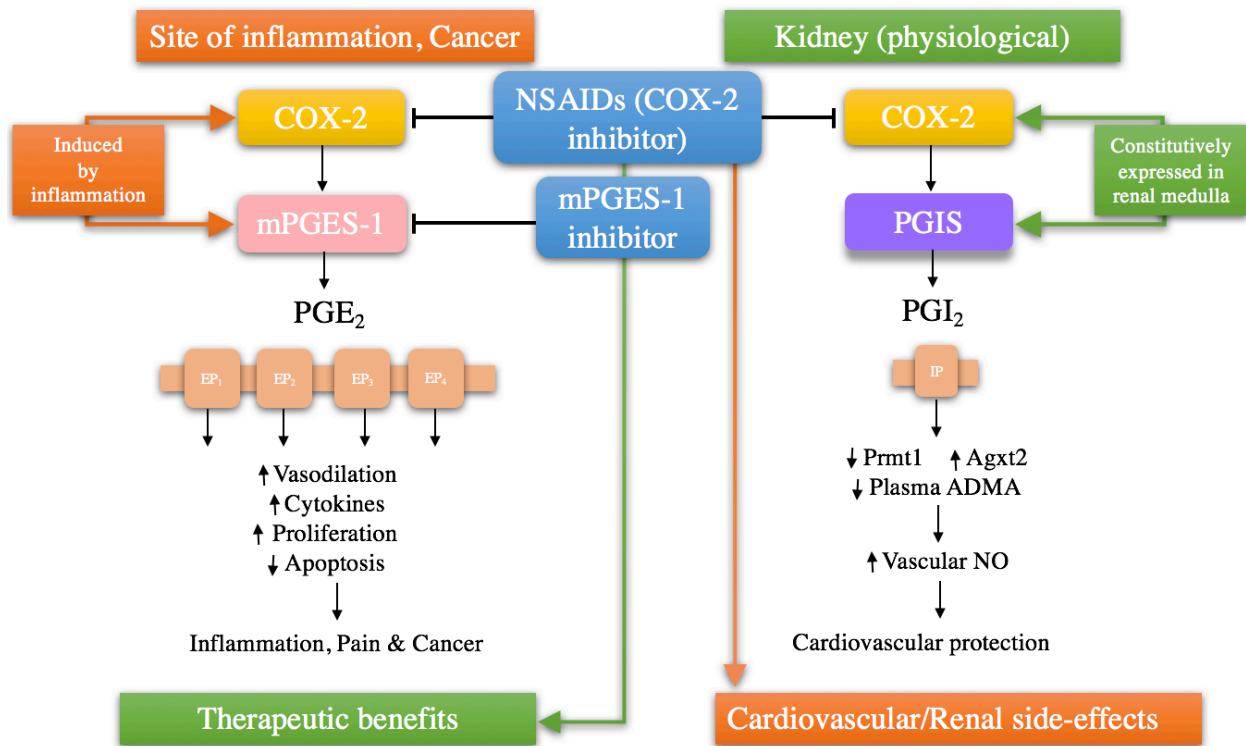 Site of inflammation, Cancer
Kidney (physiological)
COX-2
NSAIDs (COX-2
inhibitor)
COX-2
Induced
by
inflammation
Constitutively
expressed in
renal medulla
mPGES-1
mPGES-1
inhibitor
PGIS
PGE₂
PGI₂
EP₁ EP₂ EP₃ EP₄
IP
Vasodilation
Cytokines
Proliferation
Apoptosis
Prmt1 Agxt2
Plasma ADMA
Vascular NO
Inflammation, Pain & Cancer
Cardiovascular protection
Therapeutic benefits
Cardiovascular/Renal side-effects